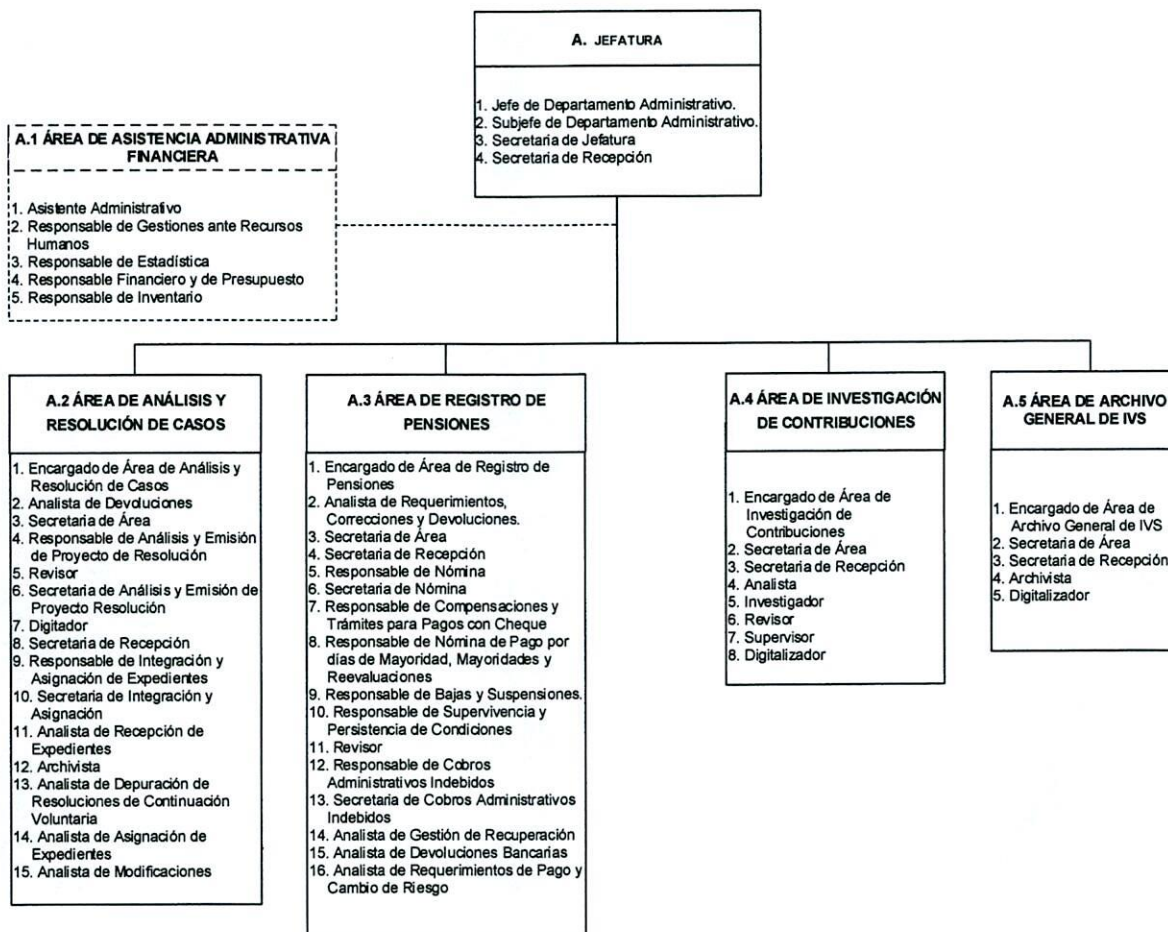 A. JEFATURA
1. Jefe de Departamento Administrativo.
2. Subjefe de Departamento Administrativo.
3. Secretaria de Jefatura
4. Secretaria de Recepción
A.1 ÁREA DE ASISTENCIA ADMINISTRATIVA
FINANCIERA
1. Asistente Administrativo
2. Responsable de Gestiones ante Recursos
Humanos
3. Responsable de Estadística
4. Responsable Financiero y de Presupuesto
5. Responsable de Inventario
A.2 ÁREA DE ANÁLISIS Y
RESOLUCIÓN DE CASOS
1. Encargado de Área de Análisis y
Resolución de Casos
2. Analista de Devoluciones
3. Secretaria de Área
4. Responsable de Análisis y Emisión
de Proyecto de Resolución
5. Revisor
6. Secretaria de Análisis y Emisión de
Proyecto Resolución
7. Digitador
8. Secretaria de Recepción
9. Responsable de Integración y
Asignación de Expedientes
10. Secretaria de Integración y
Asignación
11. Analista de Recepción de
Expedientes
12. Archivista
13. Analista de Depuración de
Resoluciones de Continuación
Voluntaria
14. Analista de Asignación de
Expedientes
15. Analista de Modificaciones
A.3 ÁREA DE REGISTRO DE
PENSIONES
1. Encargado de Área de Registro de
Pensiones
2. Analista de Requerimientos,
Correcciones y Devoluciones.
3. Secretaria de Área
4. Secretaria de Recepción
5. Responsable de Nómina
6. Secretaria de Nómina
7. Responsable de Compensaciones y
Trámites para Pagos con Cheque
8. Responsable de Nómina de Pago por
días de Mayoridad, Mayoridades y
Reevaluaciones
9. Responsable de Bajas y Suspensiones.
10. Responsable de Supervivencia y
Persistencia de Condiciones
11. Revisor
12. Responsable de Cobros
Administrativos Indebidos
13. Secretaria de Cobros Administrativos
Indebidos
14. Analista de Gestión de Recuperación
15. Analista de Devoluciones Bancarias
16. Analista de Requerimientos de Pago y
Cambio de Riesgo
A.4 ÁREA DE INVESTIGACIÓN
DE CONTRIBUCIONES
1. Encargado de Área de
Investigación de
Contribuciones
2. Secretaria de Área
3. Secretaria de Recepción
4. Analista
5. Investigador
6. Revisor
7. Supervisor
8. Digitalizador
A.5 ÁREA DE ARCHIVO
GENERAL DE IVS
1. Encargado de Área de
Archivo General de IVS
2. Secretaria de Área
3. Secretaria de Recepción
4. Archivista
5. Digitalizador